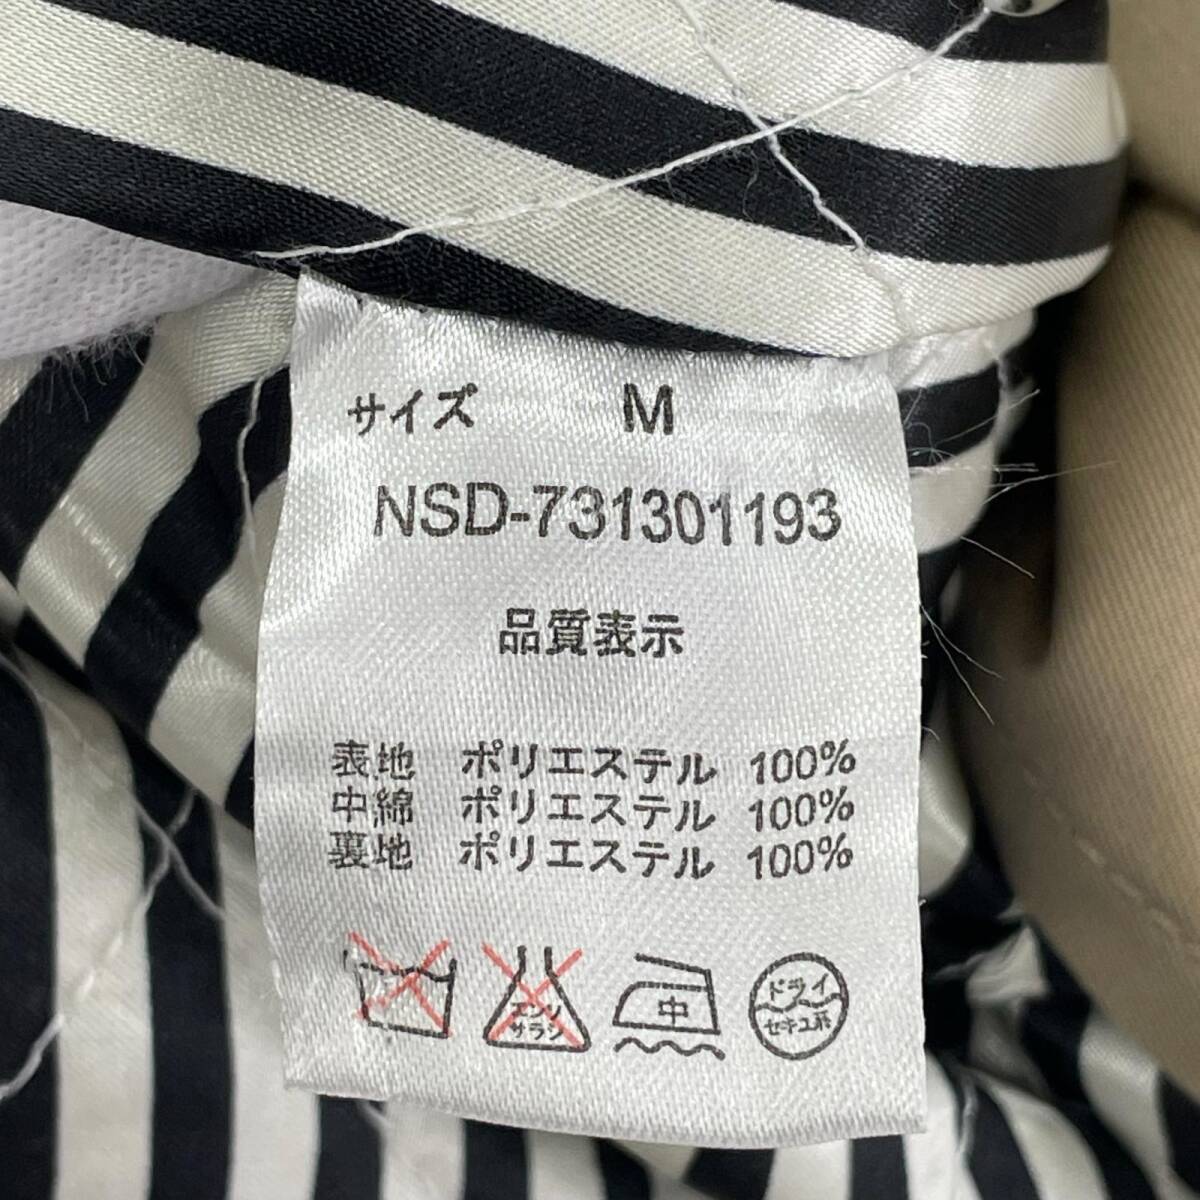 サイズ M
NSD-731301193
品質表示
表地 ポリエステル 100%
中綿 ポリエステル 100%
裏地 ポリエステル 100%
エンソ
サラシ
中
ドライ
セキユ系